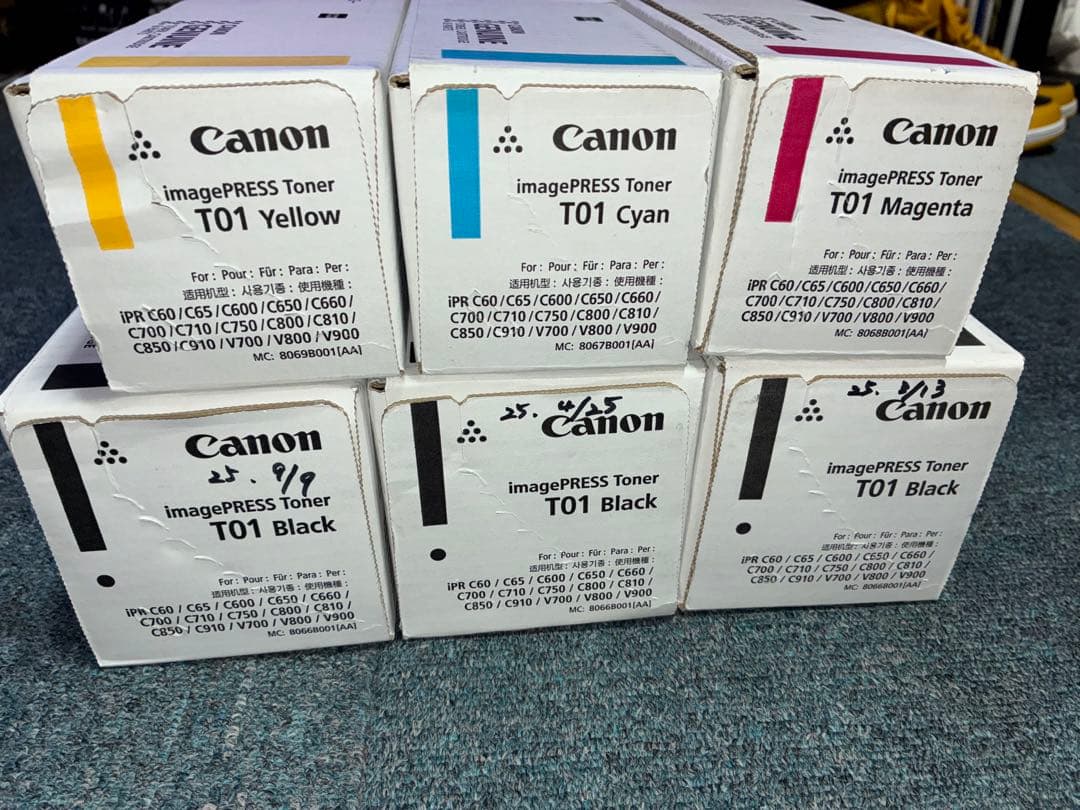 GENUINE
Canon
imagePRESS Toner
T01 Yellow
For : Pour : Für : Para : Per :
适用机型 : 사용기종 : 使用機種 :
iPR C60 / C65 / C600 / C650 / C660 /
C700 / C710 / C750 / C800 / C810 /
C850 / C910 / V700 / V800 / V900
MC: 8069B001[AA]
GENUINE
Canon
imagePRESS Toner
T01 Cyan
For : Pour : Für : Para : Per :
适用机型 : 사용기종 : 使用機種 :
iPR C60 / C65 / C600 / C650 / C660 /
C700 / C710 / C750 / C800 / C810 /
C850 / C910 / V700 / V800 / V900
MC: 8067B001[AA]
GENUINE
Canon
imagePRESS Toner
T01 Magenta
For : Pour : Für : Para : Per :
适用机型 : 사용기종 : 使用機種 :
iPR C60 / C65 / C600 / C650 / C660 /
C700 / C710 / C750 / C800 / C810 /
C850 / C910 / V700 / V800 / V900
MC: 8068B001[AA]
Canon
25. 9/9
imagePRESS Toner
T01 Black
For : Pour : Für : Para : Per :
适用机型 : 사용기종 : 使用機種 :
iPR C60 / C65 / C600 / C650 / C660 /
C700 / C710 / C750 / C800 / C810 /
C850 / C910 / V700 / V800 / V900
MC: 8066B001[AA]
25. 4/25
Canon
imagePRESS Toner
T01 Black
For : Pour : Für : Para : Per :
适用机型 : 사용기종 : 使用機種 :
iPR C60 / C65 / C600 / C650 / C660 /
C700 / C710 / C750 / C800 / C810 /
C850 / C910 / V700 / V800 / V900
MC: 8066B001[AA]
25.
Canon
imagePRESS Toner
T01 Black
For : Pour : Für : Para : Per :
适用机型 : 사용기종 : 使用機種 :
iPR C60 / C65 / C600 / C650 / C660 /
C700 / C710 / C750 / C800 / C810 /
C850 / C910 / V700 / V800 / V900
MC: 8066B001[AA]